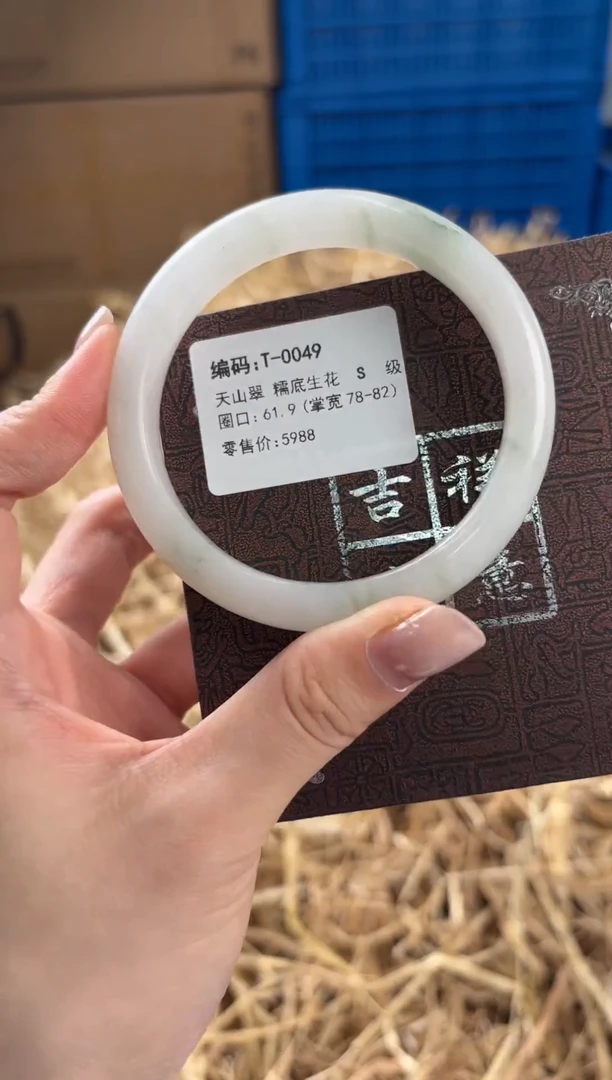 编码:T-0049
天山翠 糯底生花 S 级
圈口:61.9(掌宽78-82)
零售价:5988
吉祥
意